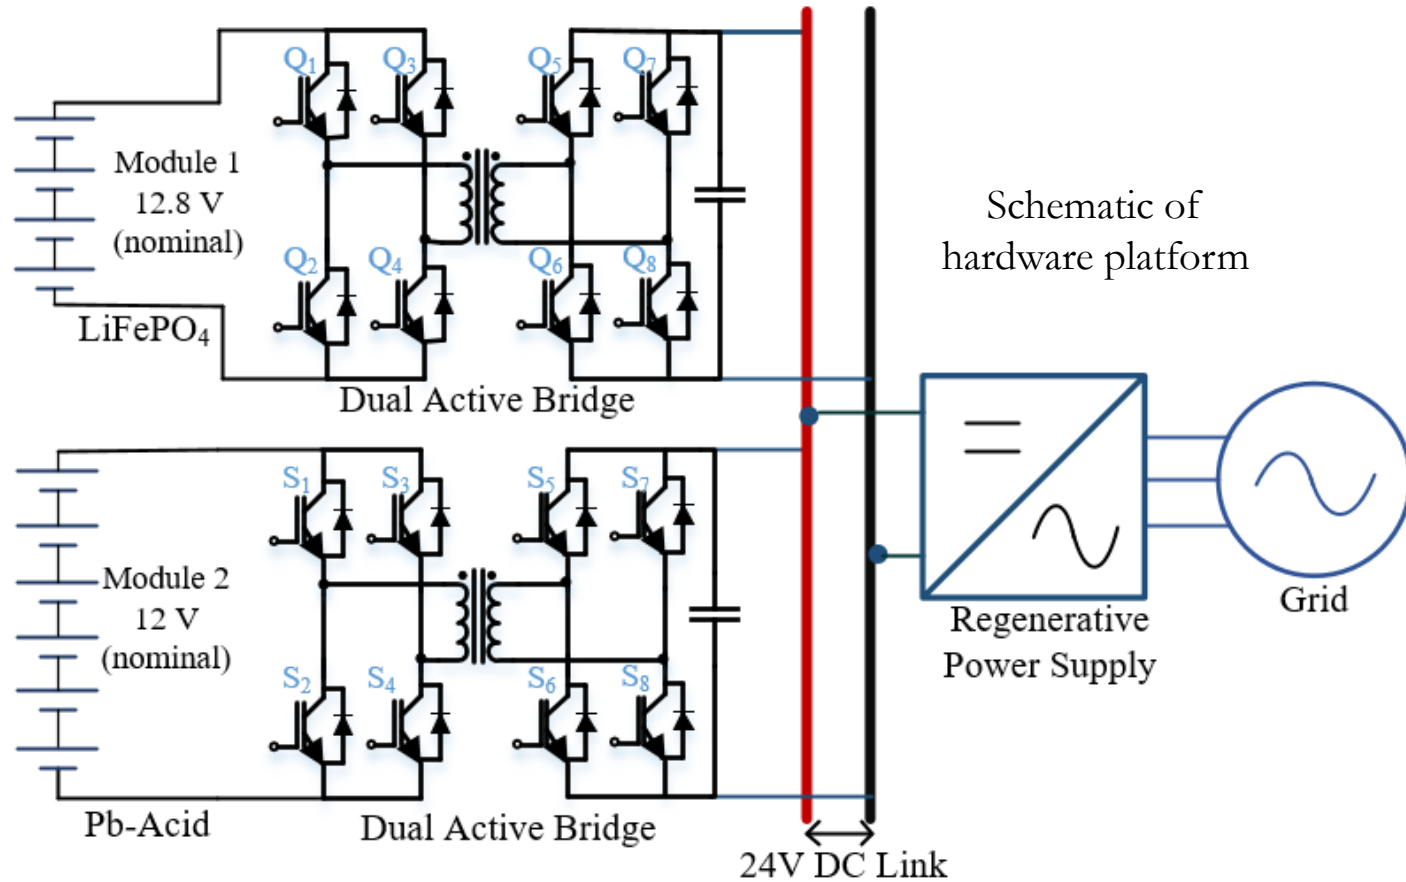 Q₁
Q₃
Q₅
Q₇
Module 1
12.8 V
(nominal)
Q₂
Q₄
Q₆
Q₈
LiFePO₄
Dual Active Bridge
Schematic of
hardware platform
S₁
S₃
S₅
S₇
Module 2
12 V
(nominal)
S₂
S₄
S₆
S₈
Pb-Acid
Dual Active Bridge
24V DC Link
Regenerative
Power Supply
Grid